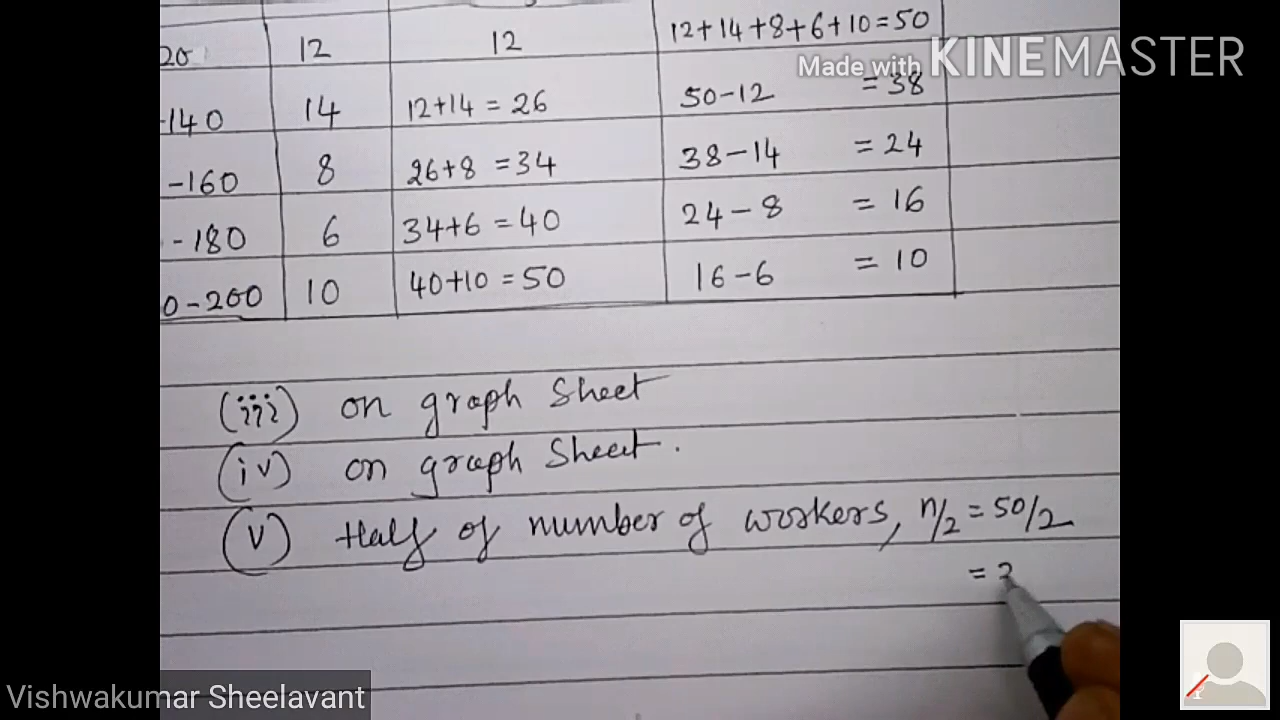 20 12 12 12+14+8+6+10=50
Made with KINEMASTER
-140 14 12+14 = 26 50-12 = 38
-160 8 26+8 = 34 38-14 = 24
-180 6 34+6 = 40 24-8 = 16
0-200 10 40+10 = 50 16-6 = 10
(iii) on graph Sheet
(iv) on graph Sheet.
(v) Half of number of workers, n/2 = 50/2
= 2
Vishwakumar Sheelavant